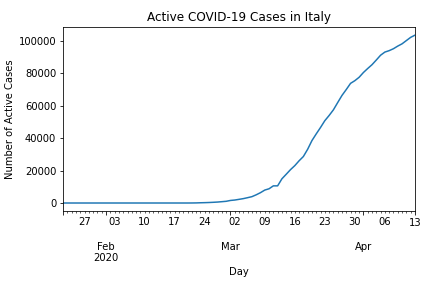 Active COVID-19 Cases in Italy
Number of Active Cases
100000
80000
60000
40000
20000
0
27 03 10 17 24 02 09 16 23 30 06 13
Feb Mar Apr
2020
Day